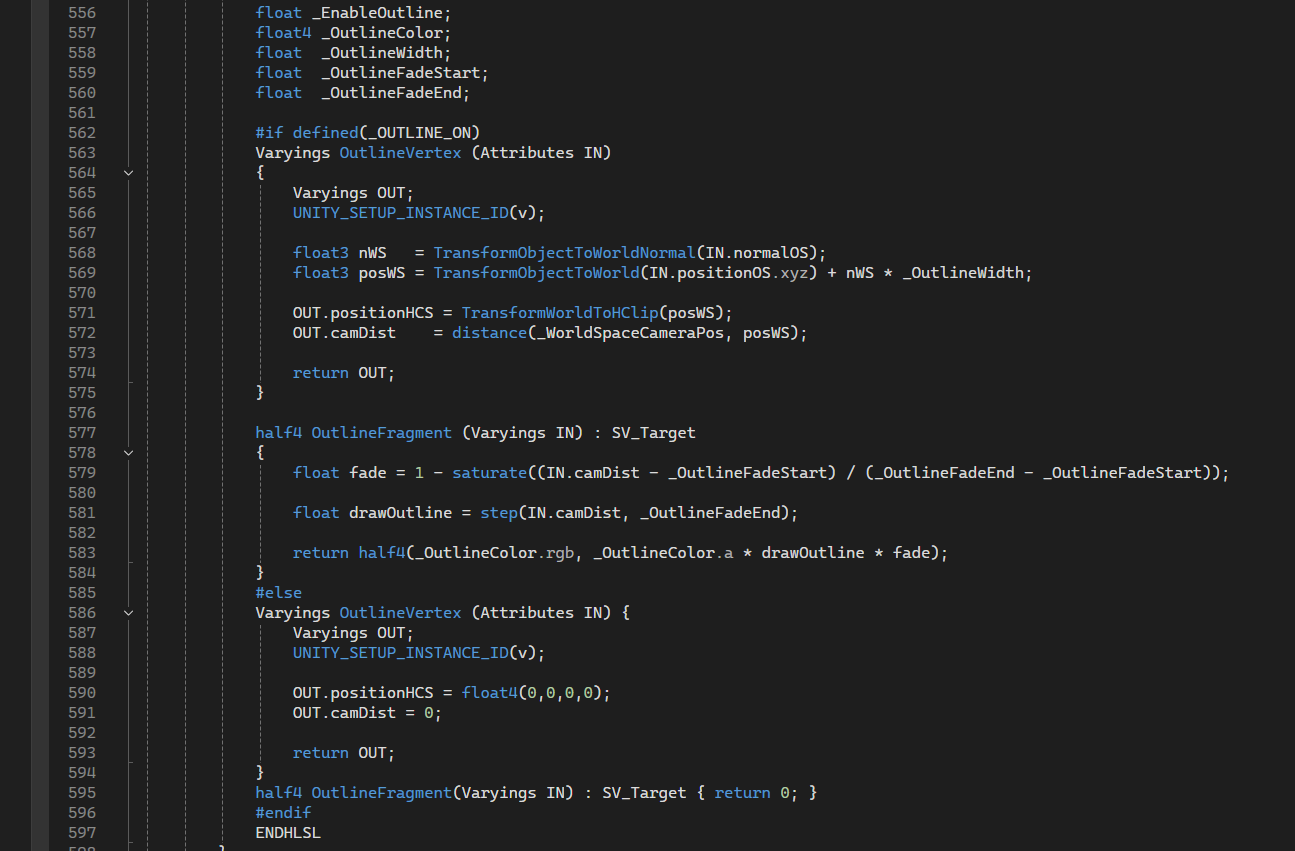 556 float _EnableOutline;
557 float4 _OutlineColor;
558 float  _OutlineWidth;
559 float  _OutlineFadeStart;
560 float  _OutlineFadeEnd;
561
562 #if defined(_OUTLINE_ON)
563 Varyings OutlineVertex (Attributes IN)
564 {
565     Varyings OUT;
566     UNITY_SETUP_INSTANCE_ID(v);
567
568     float3 nWS   = TransformObjectToWorldNormal(IN.normalOS);
569     float3 posWS = TransformObjectToWorld(IN.positionOS.xyz) + nWS * _OutlineWidth;
570
571     OUT.positionHCS = TransformWorldToHClip(posWS);
572     OUT.camDist    = distance(_WorldSpaceCameraPos, posWS);
573
574     return OUT;
575 }
576
577 half4 OutlineFragment (Varyings IN) : SV_Target
578 {
579     float fade = 1 - saturate((IN.camDist - _OutlineFadeStart) / (_OutlineFadeEnd - _OutlineFadeStart));
580
581     float drawOutline = step(IN.camDist, _OutlineFadeEnd);
582
583     return half4(_OutlineColor.rgb, _OutlineColor.a * drawOutline * fade);
584 }
585 #else
586 Varyings OutlineVertex (Attributes IN) {
587     Varyings OUT;
588     UNITY_SETUP_INSTANCE_ID(v);
589
590     OUT.positionHCS = float4(0,0,0,0);
591     OUT.camDist = 0;
592
593     return OUT;
594 }
595 half4 OutlineFragment(Varyings IN) : SV_Target { return 0; }
596 #endif
597 ENDHLSL